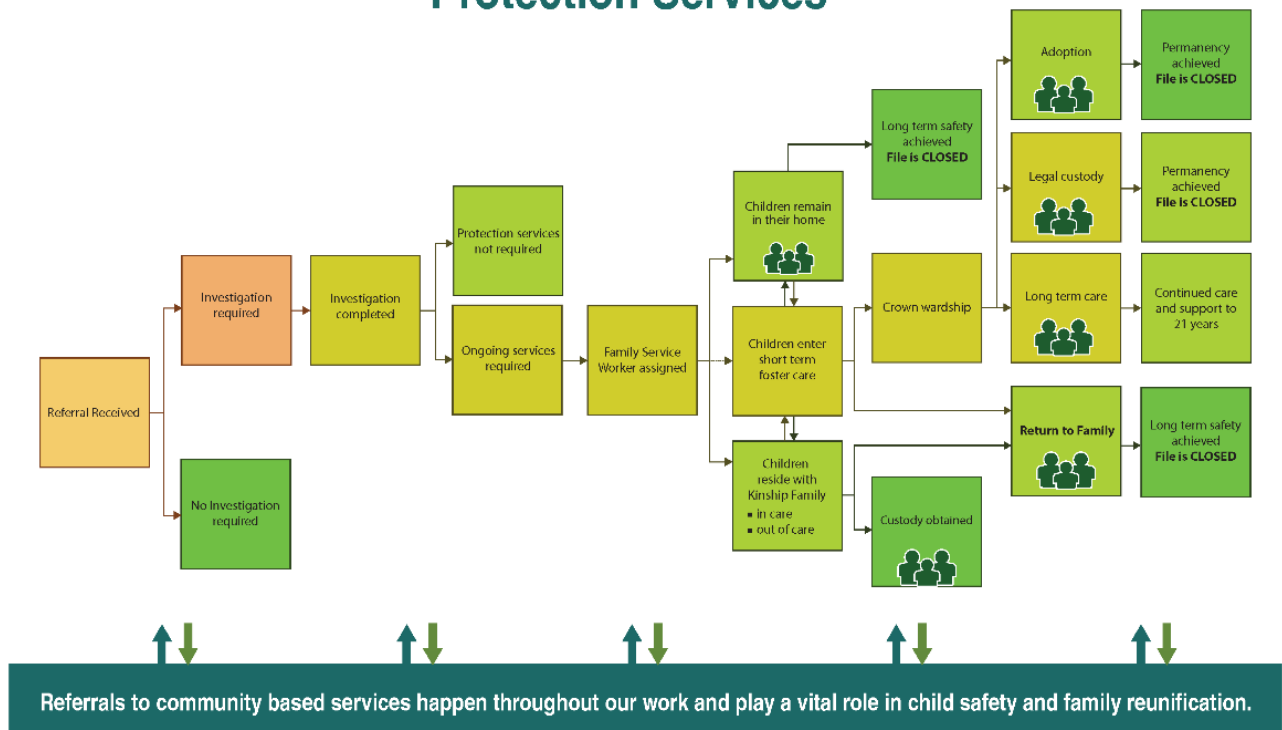 Protection Services
Adoption
Permanency
achieved
File is CLOSED
Long term safety
achieved
File is CLOSED
Legal custody
Permanency
achieved
File is CLOSED
Children remain
in their home
Protection services
not required
Investigation
required
Investigation
completed
Crown wardship
Long term care
Continued care
and support to
21 years
Ongoing services
required
Family Service
Worker assigned
Children enter
short term
foster care
Referral Received
Return to Family
Long term safety
achieved
File is CLOSED
Children
reside with
Kinship Family
▪ in care
▪ out of care
No Investigation
required
Custody obtained
Referrals to community based services happen throughout our work and play a vital role in child safety and family reunification.